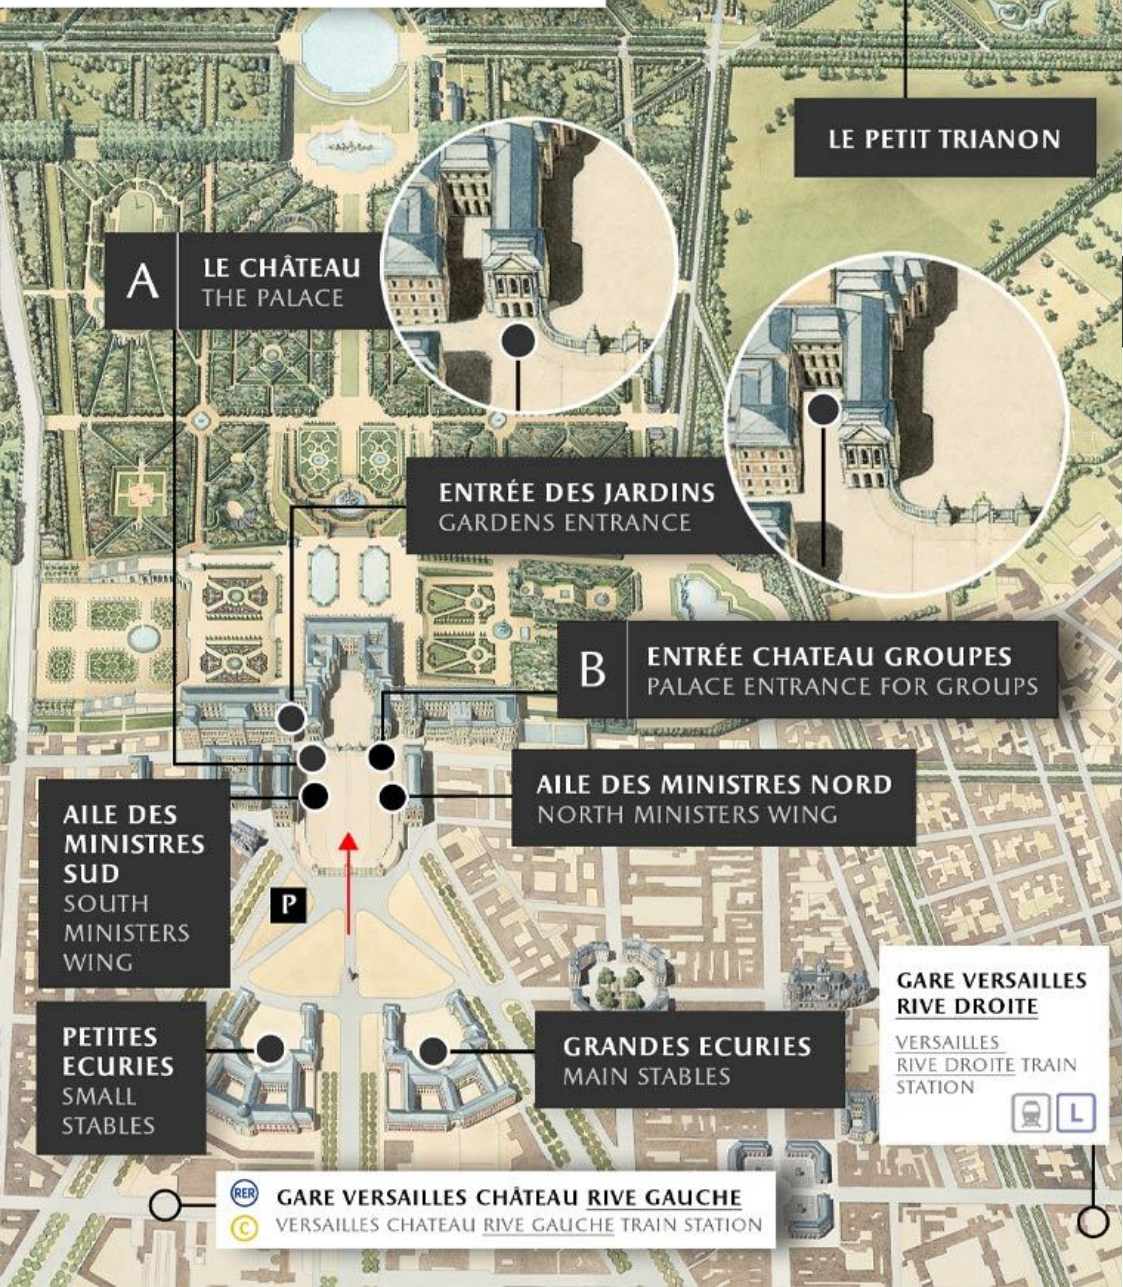 LE PETIT TRIANON
A
LE CHÂTEAU
THE PALACE
ENTRÉE DES JARDINS
GARDENS ENTRANCE
B
ENTRÉE CHATEAU GROUPES
PALACE ENTRANCE FOR GROUPS
AILE DES MINISTRES NORD
NORTH MINISTERS WING
AILE DES
MINISTRES
SUD
SOUTH
MINISTERS
WING
P
PETITES
ECURIES
SMALL
STABLES
GRANDES ECURIES
MAIN STABLES
GARE VERSAILLES
RIVE DROITE
VERSAILLES
RIVE DROITE TRAIN
STATION
L
RER
GARE VERSAILLES CHÂTEAU RIVE GAUCHE
C
VERSAILLES CHATEAU RIVE GAUCHE TRAIN STATION